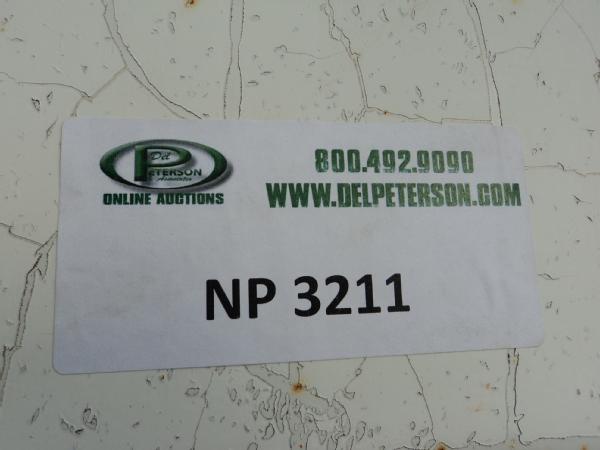 Del
PETERSON
Associates
ONLINE AUCTIONS
800.492.9090
WWW.DELPETERSON.COM
NP 3211